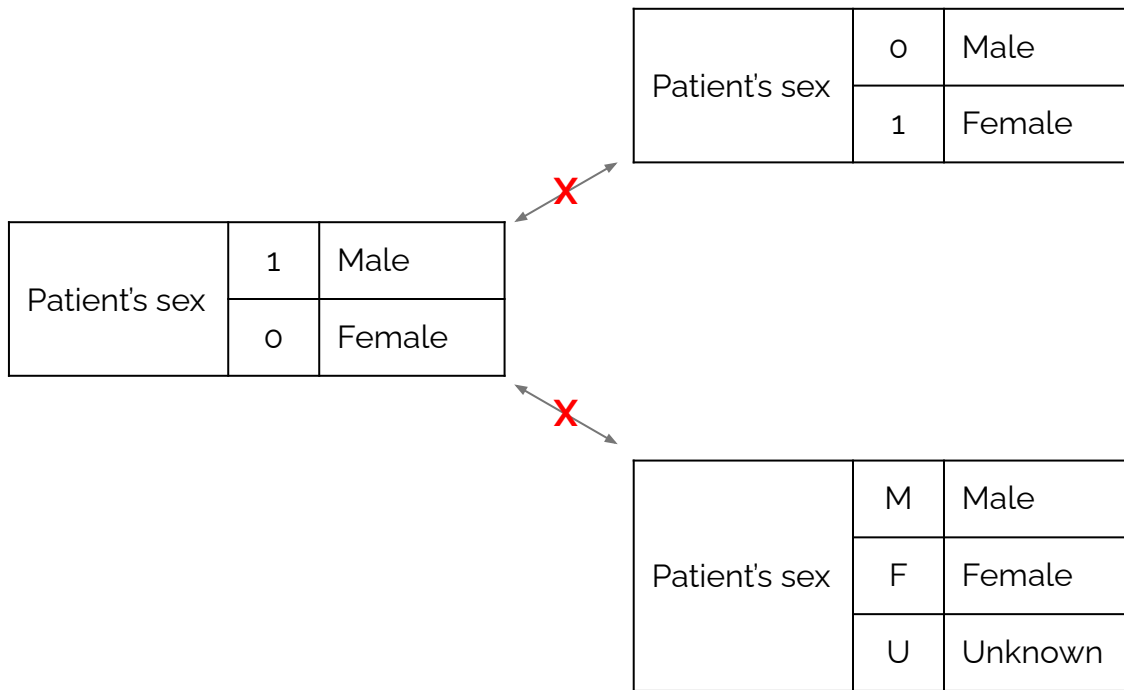 Patient's sex
0 Male
1 Female
X
Patient's sex
1 Male
0 Female
X
Patient's sex
M Male
F Female
U Unknown